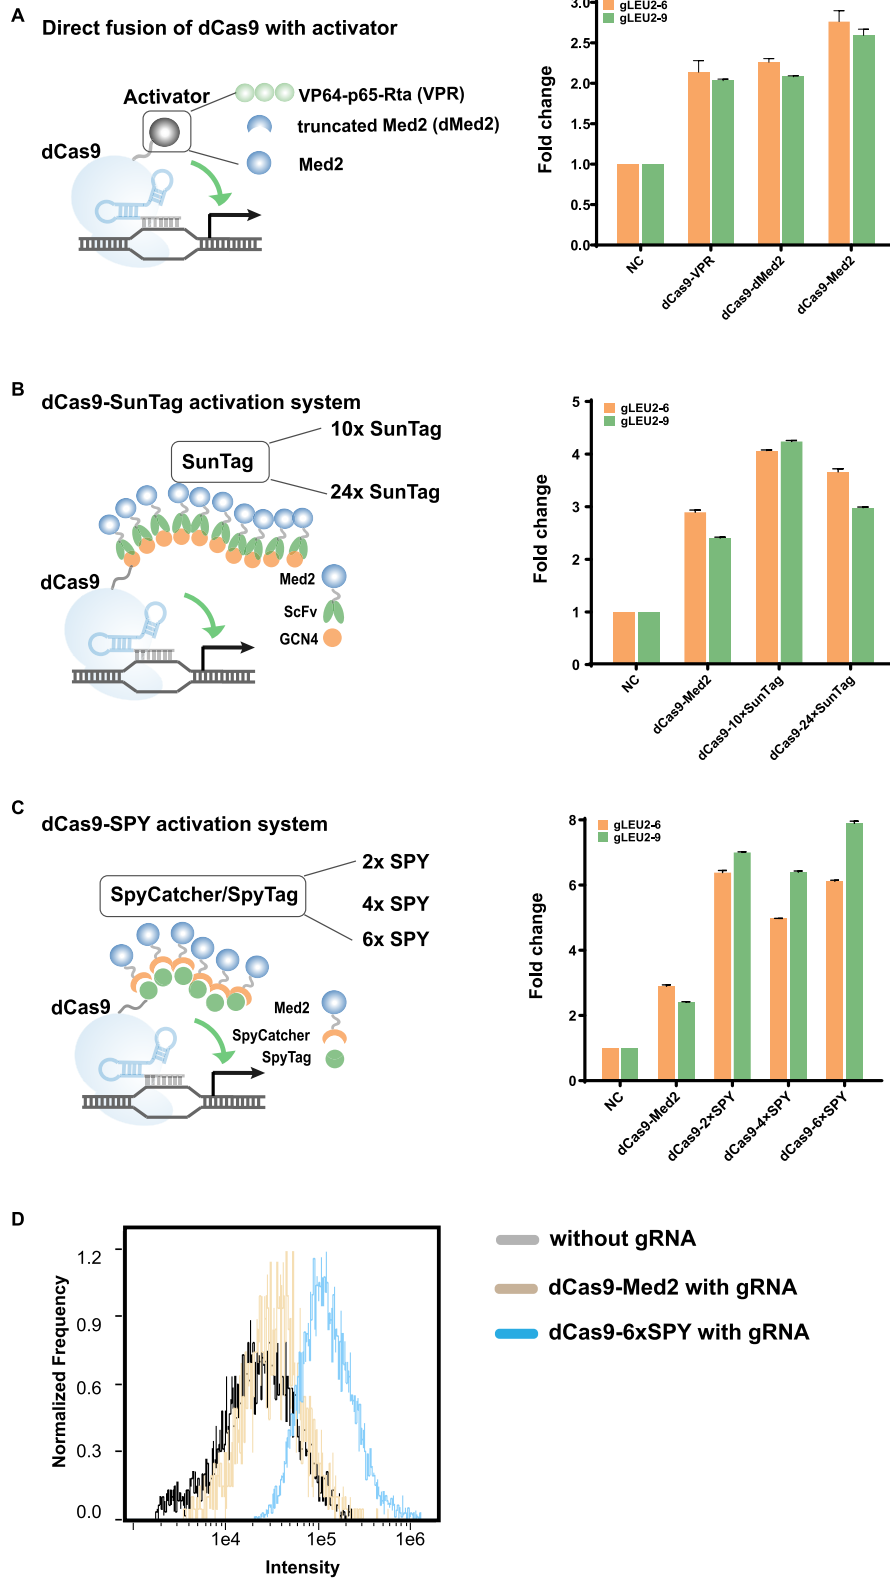 A
Direct fusion of dCas9 with activator
Activator
VP64-p65-Rta (VPR)
truncated Med2 (dMed2)
Med2
dCas9
gLEU2-6
gLEU2-9
Fold change
3.0
2.5
2.0
1.5
1.0
0.5
0.0
NC
dCas9-VPR
dCas9-dMed2
dCas9-Med2
B
dCas9-SunTag activation system
10x SunTag
SunTag
24x SunTag
dCas9
Med2
ScFv
GCN4
gLEU2-6
gLEU2-9
Fold change
5
4
3
2
1
0
NC
dCas9-Med2
dCas9-10×SunTag
dCas9-24×SunTag
C
dCas9-SPY activation system
2x SPY
SpyCatcher/SpyTag
4x SPY
6x SPY
dCas9
Med2
SpyCatcher
SpyTag
gLEU2-6
gLEU2-9
Fold change
8
6
4
2
0
NC
dCas9-Med2
dCas9-2×SPY
dCas9-4×SPY
dCas9-6×SPY
D
Normalized Frequency
1.2
0.9
0.6
0.3
0.0
1e4
1e5
1e6
Intensity
without gRNA
dCas9-Med2 with gRNA
dCas9-6xSPY with gRNA